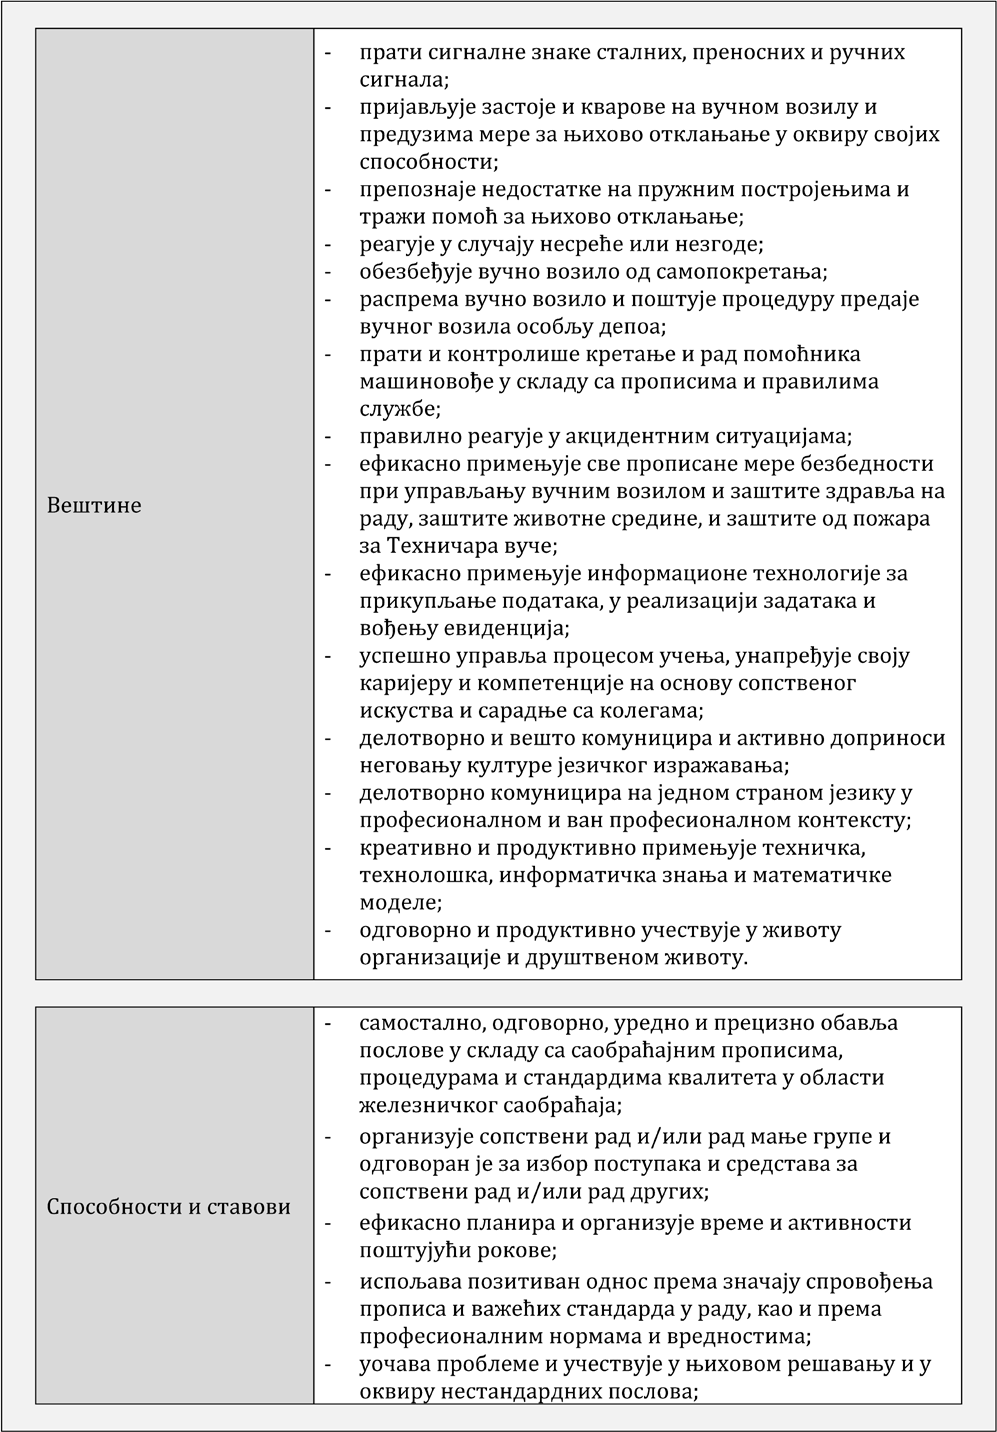 Вештине
- прати сигналне знаке сталних, преносних и ручних
сигнала;
- пријављује застоје и кварове на вучном возилу и
предузима мере за њихово отклањање у оквиру својих
способности;
- препознаје недостатке на пружним постројењима и
тражи помоћ за њихово отклањање;
- реагује у случају несреће или незгоде;
- обезбеђује вучно возило од самопокретања;
- распрема вучно возило и поштује процедуру предаје
вучног возила особљу депоа;
- прати и контролише кретање и рад помоћника
машиновође у складу са прописима и правилима
службе;
- правилно реагује у акцидентним ситуацијама;
- ефикасно примењује све прописане мере безбедности
при управљању вучним возилом и заштите здравља на
раду, заштите животне средине, и заштите од пожара
за Техничара вуче;
- ефикасно примењује информационе технологије за
прикупљање података, у реализацији задатака и
вођењу евиденција;
- успешно управља процесом учења, унапређује своју
каријеру и компетенције на основу сопственог
искуства и сарадње са колегама;
- делотворно и вешто комуницира и активно доприноси
неговању културе језичког изражавања;
- делотворно комуницира на једном страном језику у
професионалном и ван професионалном контексту;
- креативно и продуктивно примењује техничка,
технолошка, информатичка знања и математичке
моделе;
- одговорно и продуктивно учествује у животу
организације и друштвеном животу.
Способности и ставови
- самостално, одговорно, уредно и прецизно обавља
послове у складу са саобраћајним прописима,
процедурама и стандардима квалитета у области
железничког саобраћаја;
- организује сопствени рад и/или рад мање групе и
одговоран је за избор поступака и средстава за
сопствени рад и/или рад других;
- ефикасно планира и организује време и активности
поштујући рокове;
- испољава позитиван однос према значају спровођења
прописа и важећих стандарда у раду, као и према
професионалним нормама и вредностима;
- уочава проблеме и учествује у њиховом решавању и у
оквиру нестандардних послова;